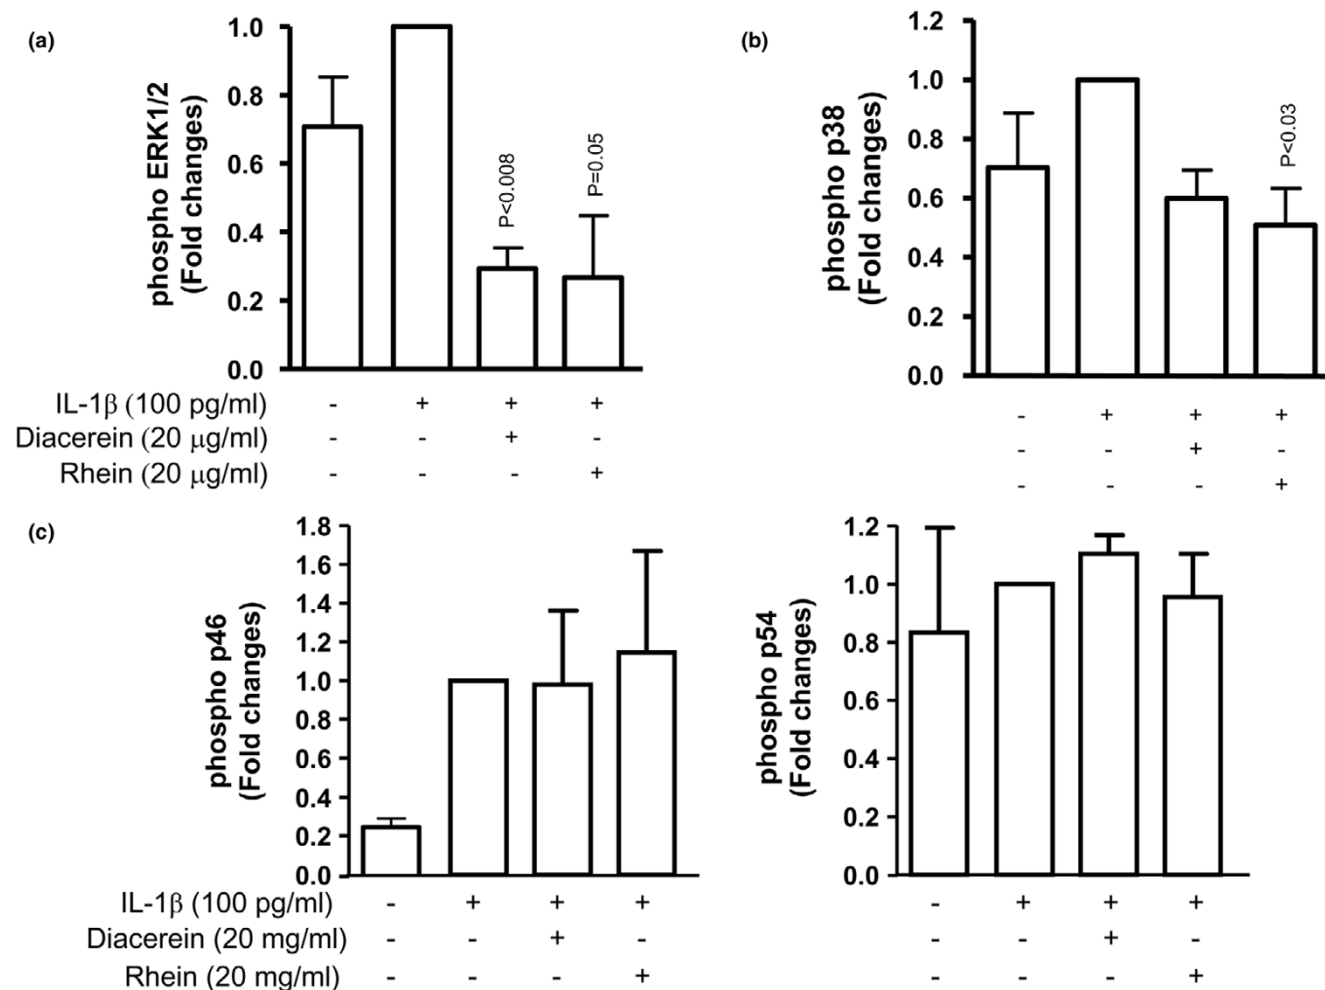 (a)
phospho ERK1/2
(Fold changes)
1.0
0.8
0.6
0.4
0.2
0.0
P<0.008
P=0.05
IL-1β (100 pg/ml) - + + +
Diacerein (20 μg/ml) - - + -
Rhein (20 μg/ml) - - - +
(b)
phospho p38
(Fold changes)
1.2
1.0
0.8
0.6
0.4
0.2
0.0
P<0.03
- + + +
- - + -
- - - +
(c)
phospho p46
(Fold changes)
1.8
1.6
1.4
1.2
1.0
0.8
0.6
0.4
0.2
0.0
IL-1β (100 pg/ml) - + + +
Diacerein (20 mg/ml) - - + -
Rhein (20 mg/ml) - - - +
phospho p54
(Fold changes)
1.2
1.0
0.8
0.6
0.4
0.2
0.0
- + + +
- - + -
- - - +